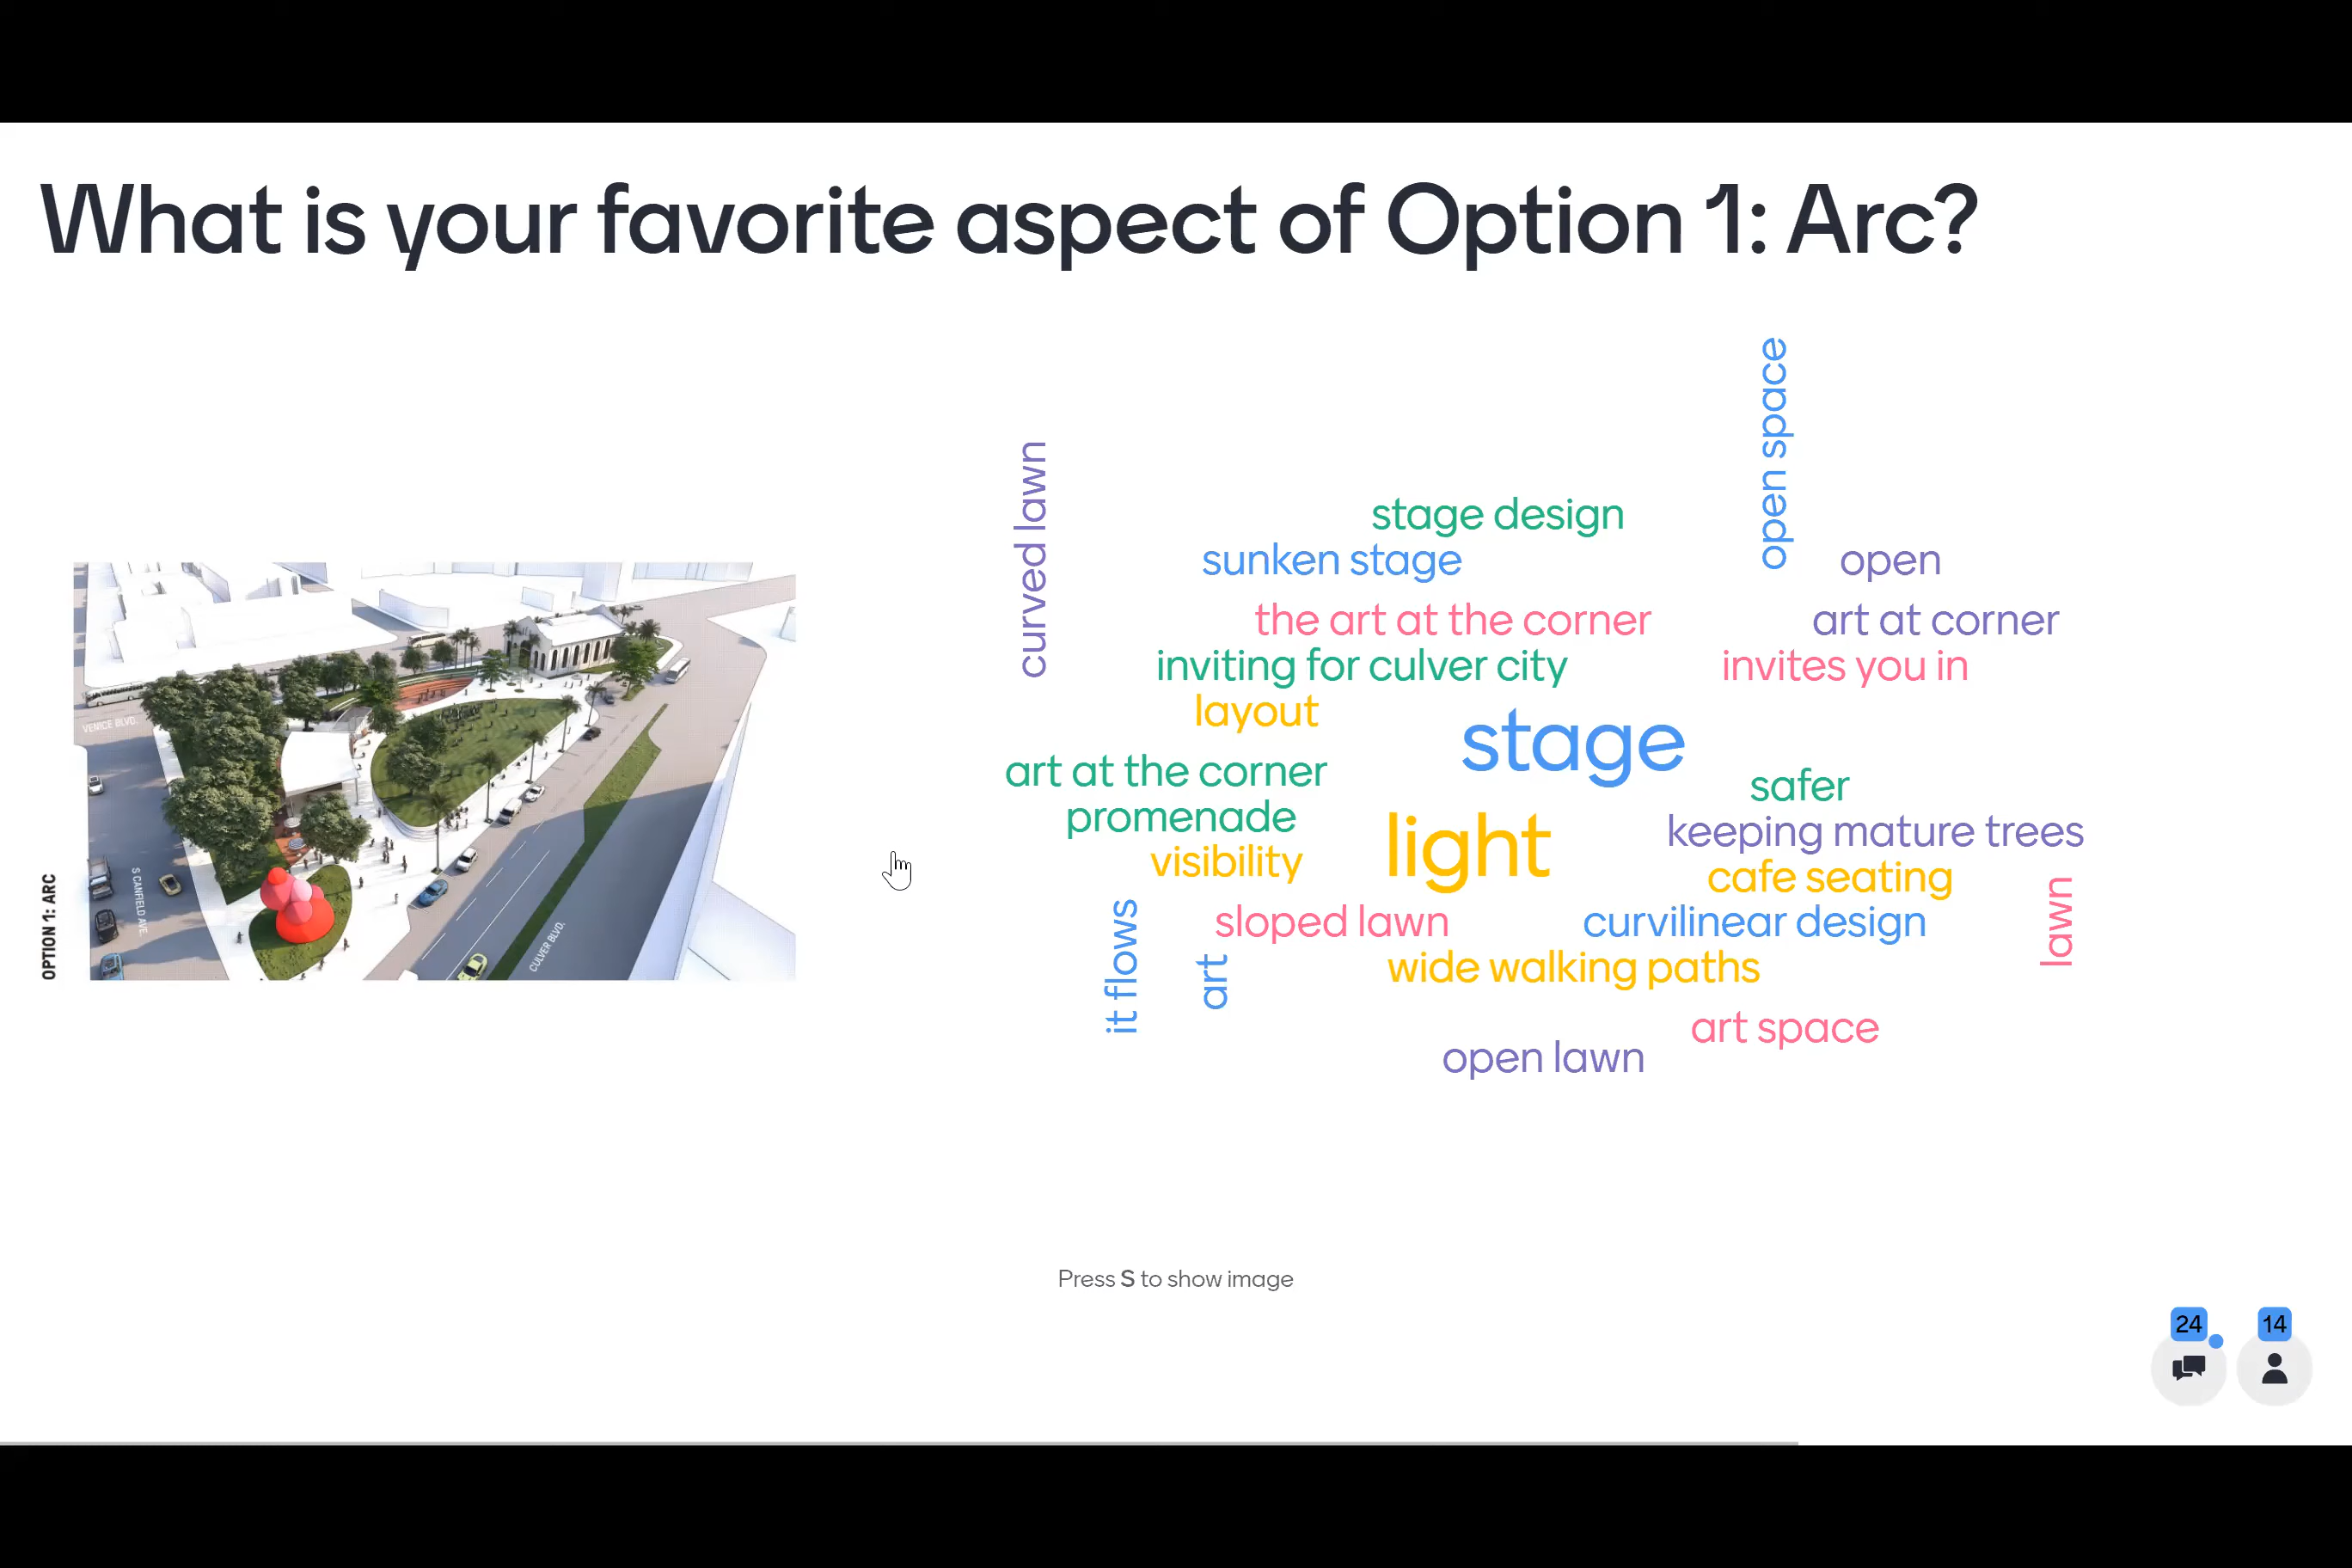 What is your favorite aspect of Option 1: Arc?
OPTION 1: ARC
VENICE BLVD.
S CANFIELD AVE.
CULVER BLVD.
curved lawn
open space
stage design
sunken stage
open
the art at the corner
art at corner
inviting for culver city
invites you in
layout
stage
art at the corner
safer
promenade
light
keeping mature trees
visibility
cafe seating
lawn
it flows
sloped lawn
curvilinear design
art
wide walking paths
art space
open lawn
Press S to show image
24
14